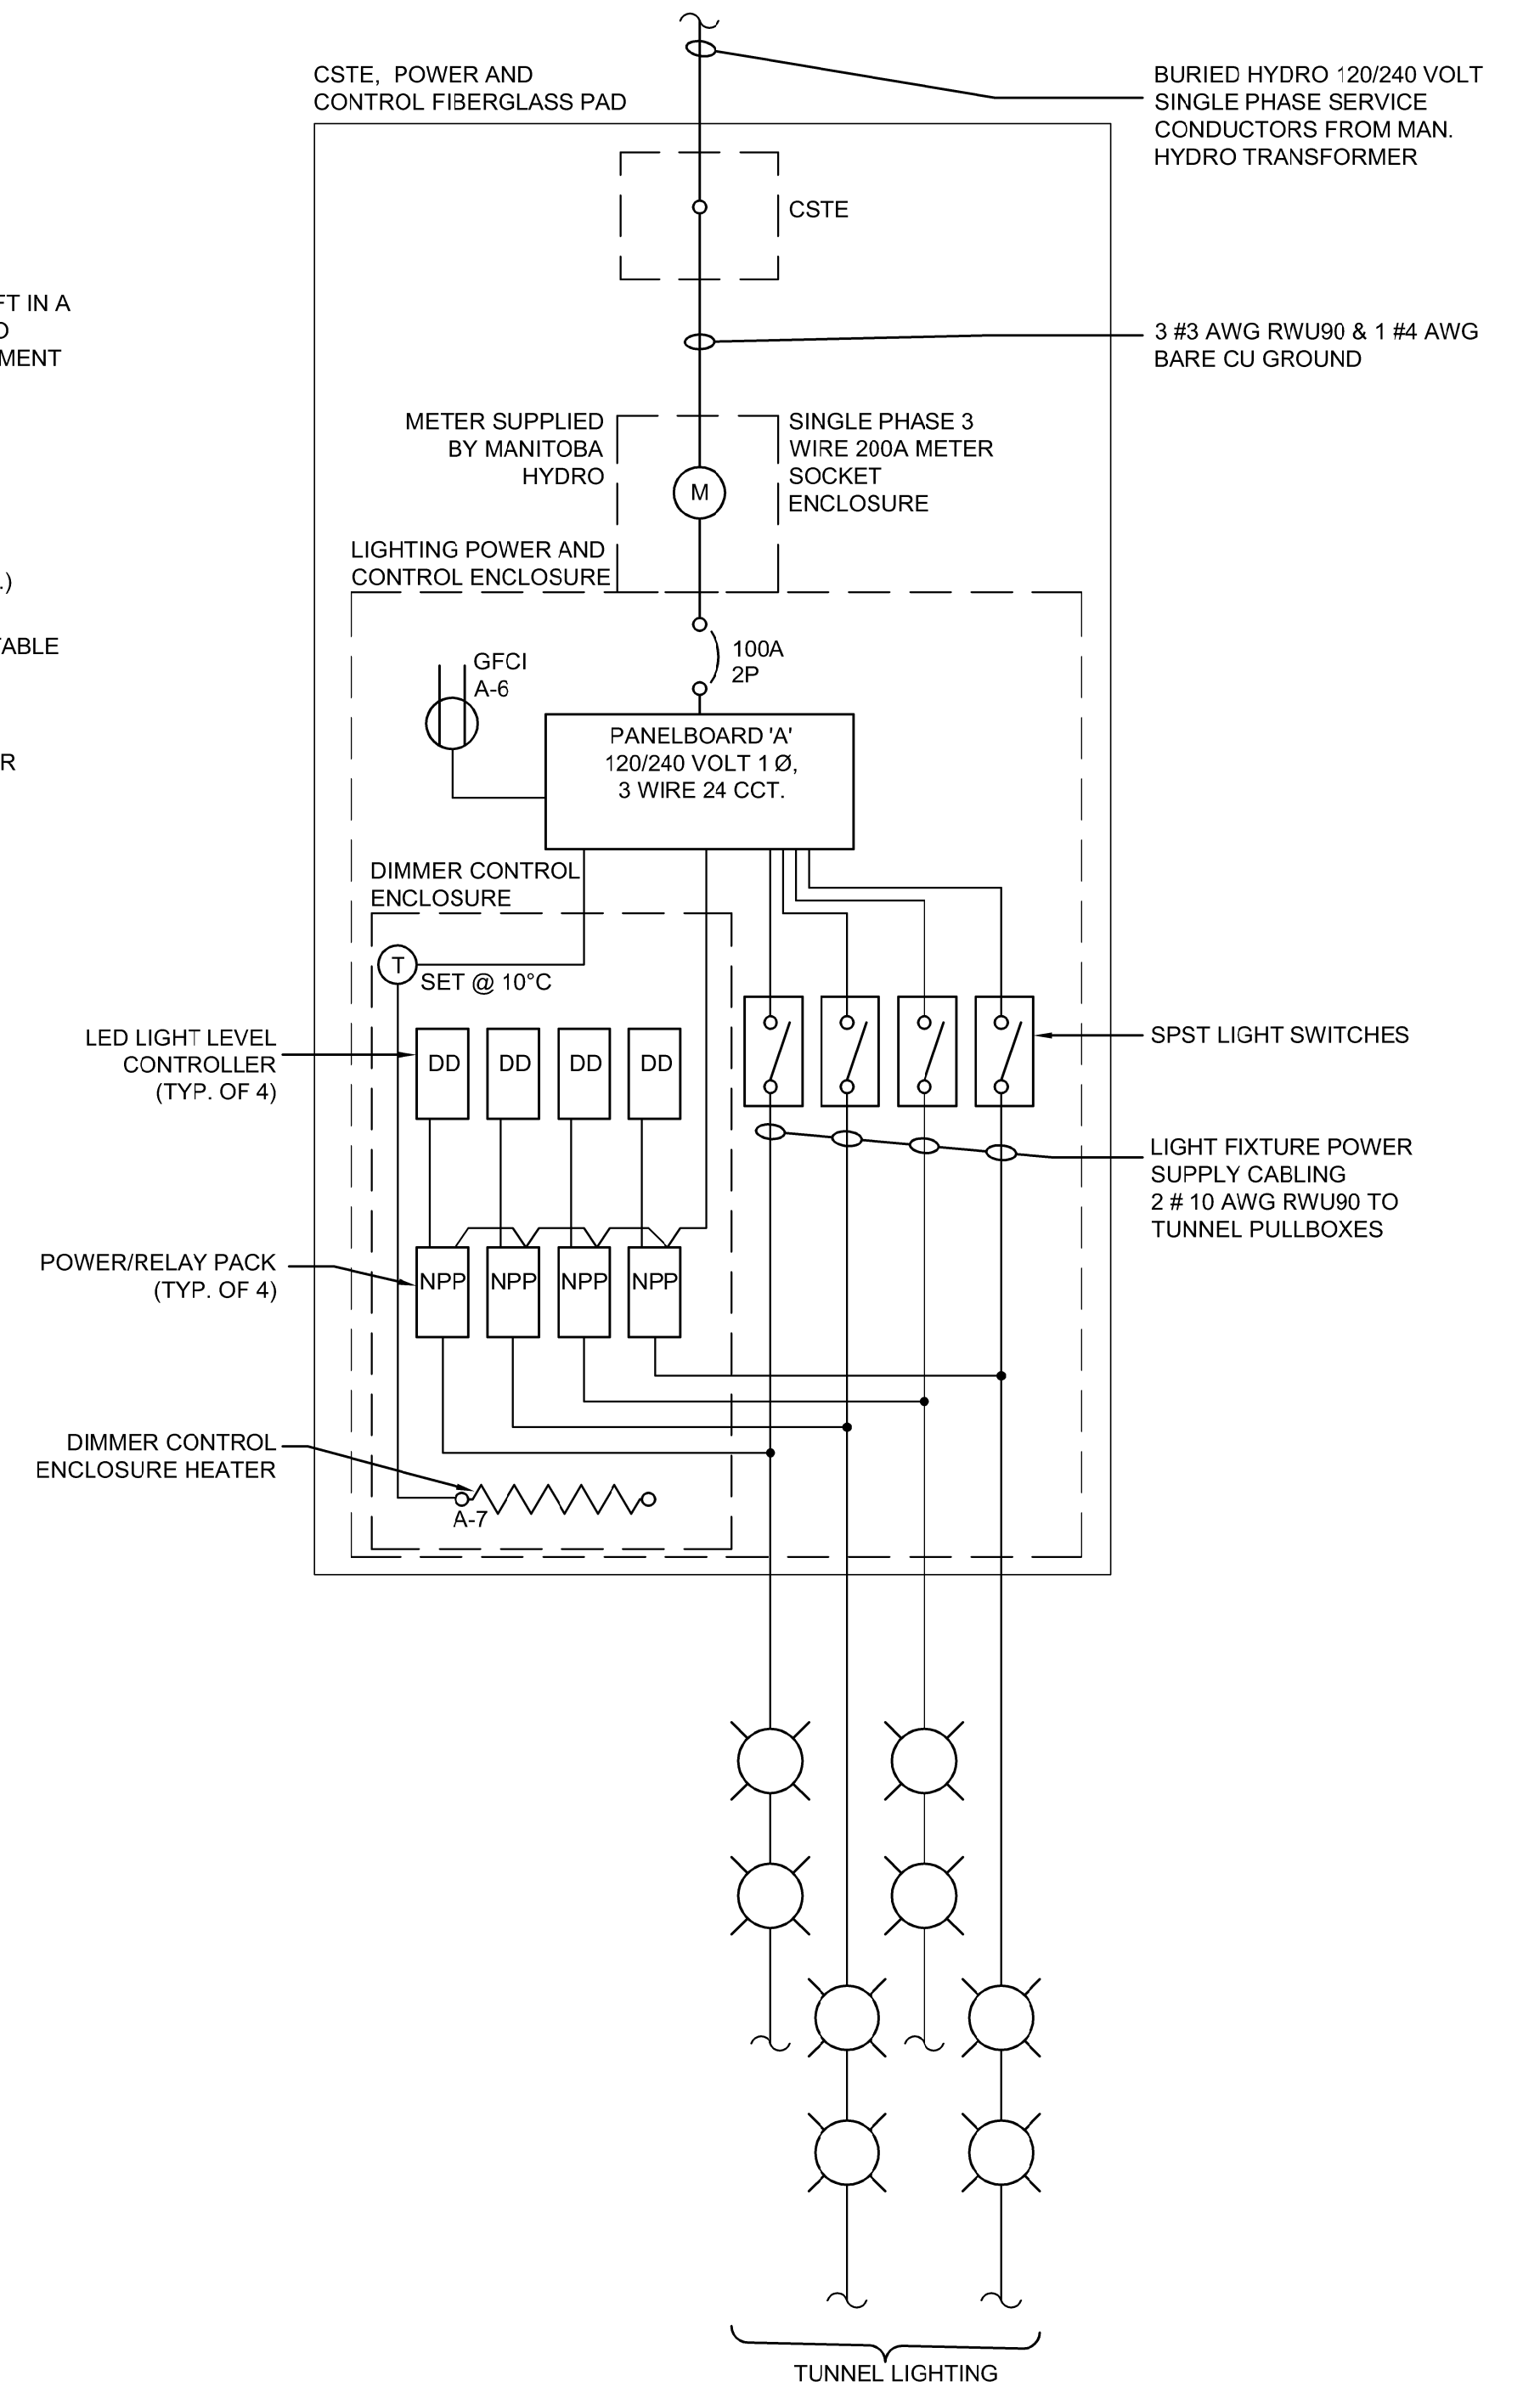 CSTE,  POWER AND
CONTROL FIBERGLASS PAD
BURIED HYDRO 120/240 VOLT
SINGLE PHASE SERVICE
CONDUCTORS FROM MAN.
HYDRO TRANSFORMER
CSTE
FT IN A
MENT
3 #3 AWG RWU90 & 1 #4 AWG
BARE CU GROUND
METER SUPPLIED
BY MANITOBA
HYDRO
SINGLE PHASE 3
WIRE 200A METER
SOCKET
ENCLOSURE
M
LIGHTING POWER AND
CONTROL ENCLOSURE
.)
TABLE
R
100A
2P
GFCI
A-6
PANELBOARD 'A'
120/240 VOLT 1 Ø,
3 WIRE 24 CCT.
DIMMER CONTROL
ENCLOSURE
T
SET @ 10°C
LED LIGHT LEVEL
CONTROLLER
(TYP. OF 4)
DD
DD
DD
DD
SPST LIGHT SWITCHES
LIGHT FIXTURE POWER
SUPPLY CABLING
2 # 10 AWG RWU90 TO
TUNNEL PULLBOXES
POWER/RELAY PACK
(TYP. OF 4)
NPP
NPP
NPP
NPP
DIMMER CONTROL
ENCLOSURE HEATER
A-7
TUNNEL LIGHTING